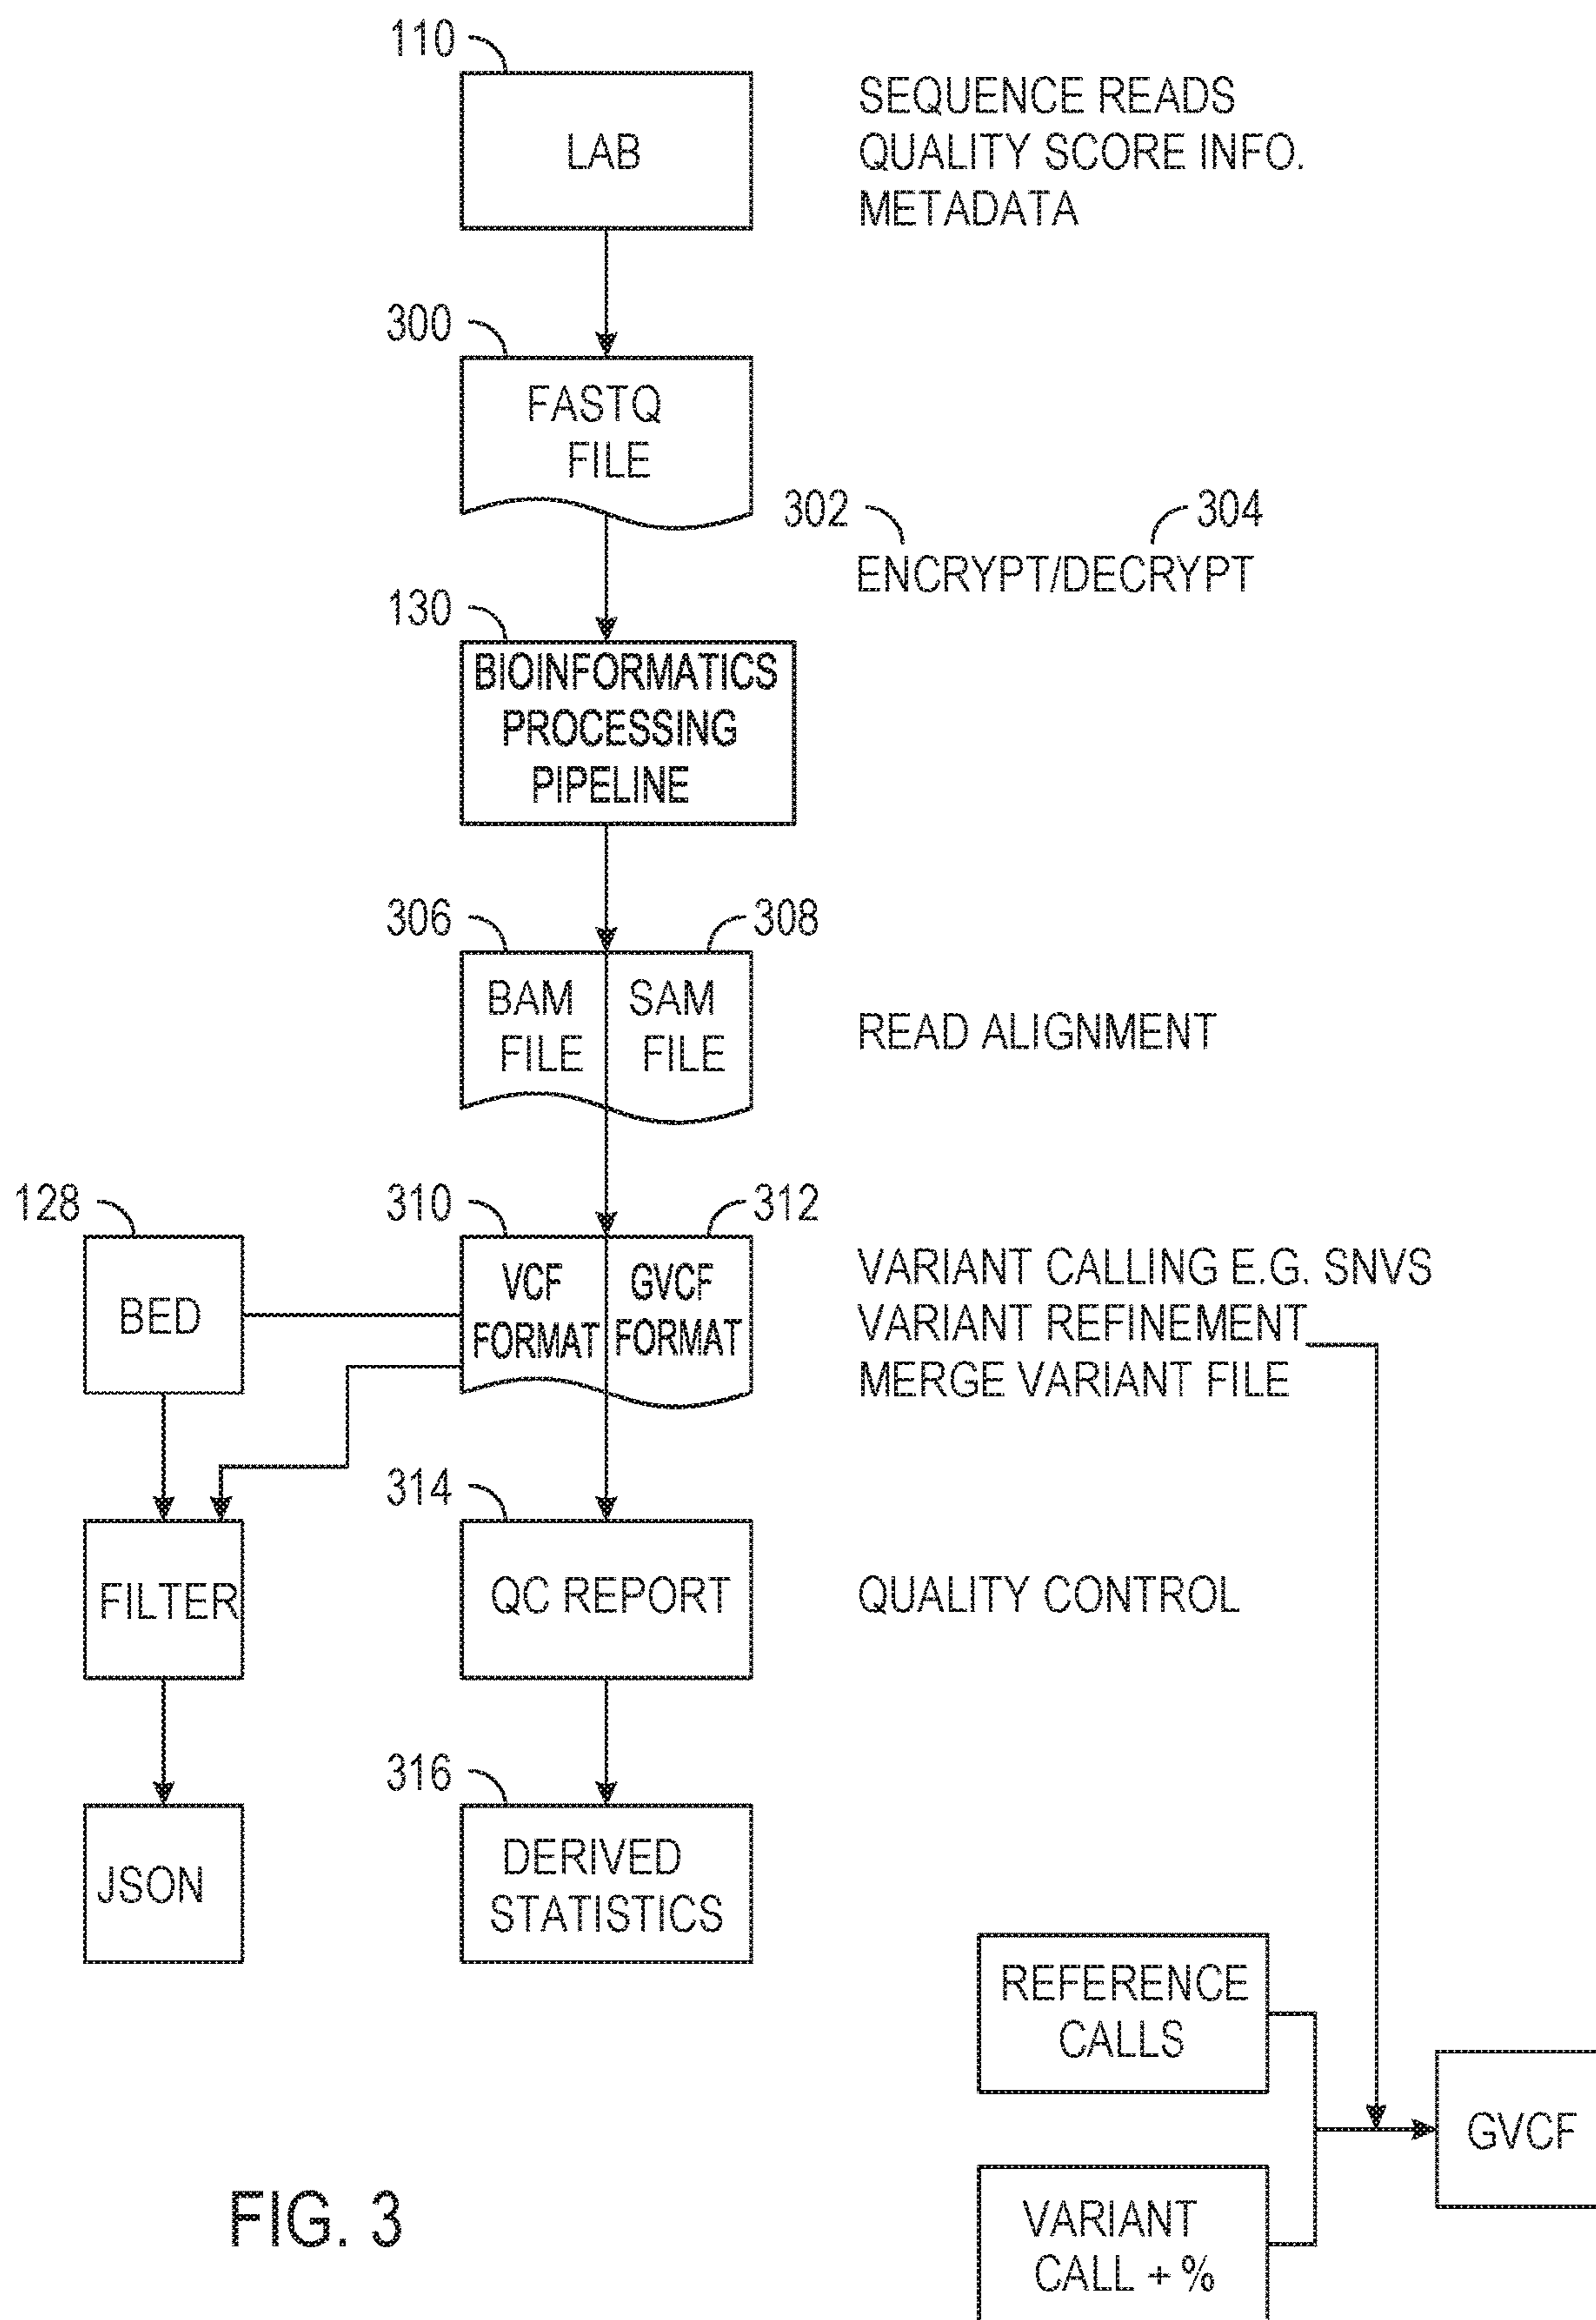 110
LAB
SEQUENCE READS
QUALITY SCORE INFO.
METADATA
300
FASTQ
FILE
302
304
ENCRYPT/DECRYPT
130
BIOINFORMATICS
PROCESSING
PIPELINE
306
308
BAM
FILE
SAM
FILE
READ ALIGNMENT
128
310
312
BED
VCF
FORMAT
GVCF
FORMAT
VARIANT CALLING E.G. SNVS
VARIANT REFINEMENT
MERGE VARIANT FILE
314
FILTER
QC REPORT
QUALITY CONTROL
316
JSON
DERIVED
STATISTICS
REFERENCE
CALLS
GVCF
VARIANT
CALL + %
FIG. 3